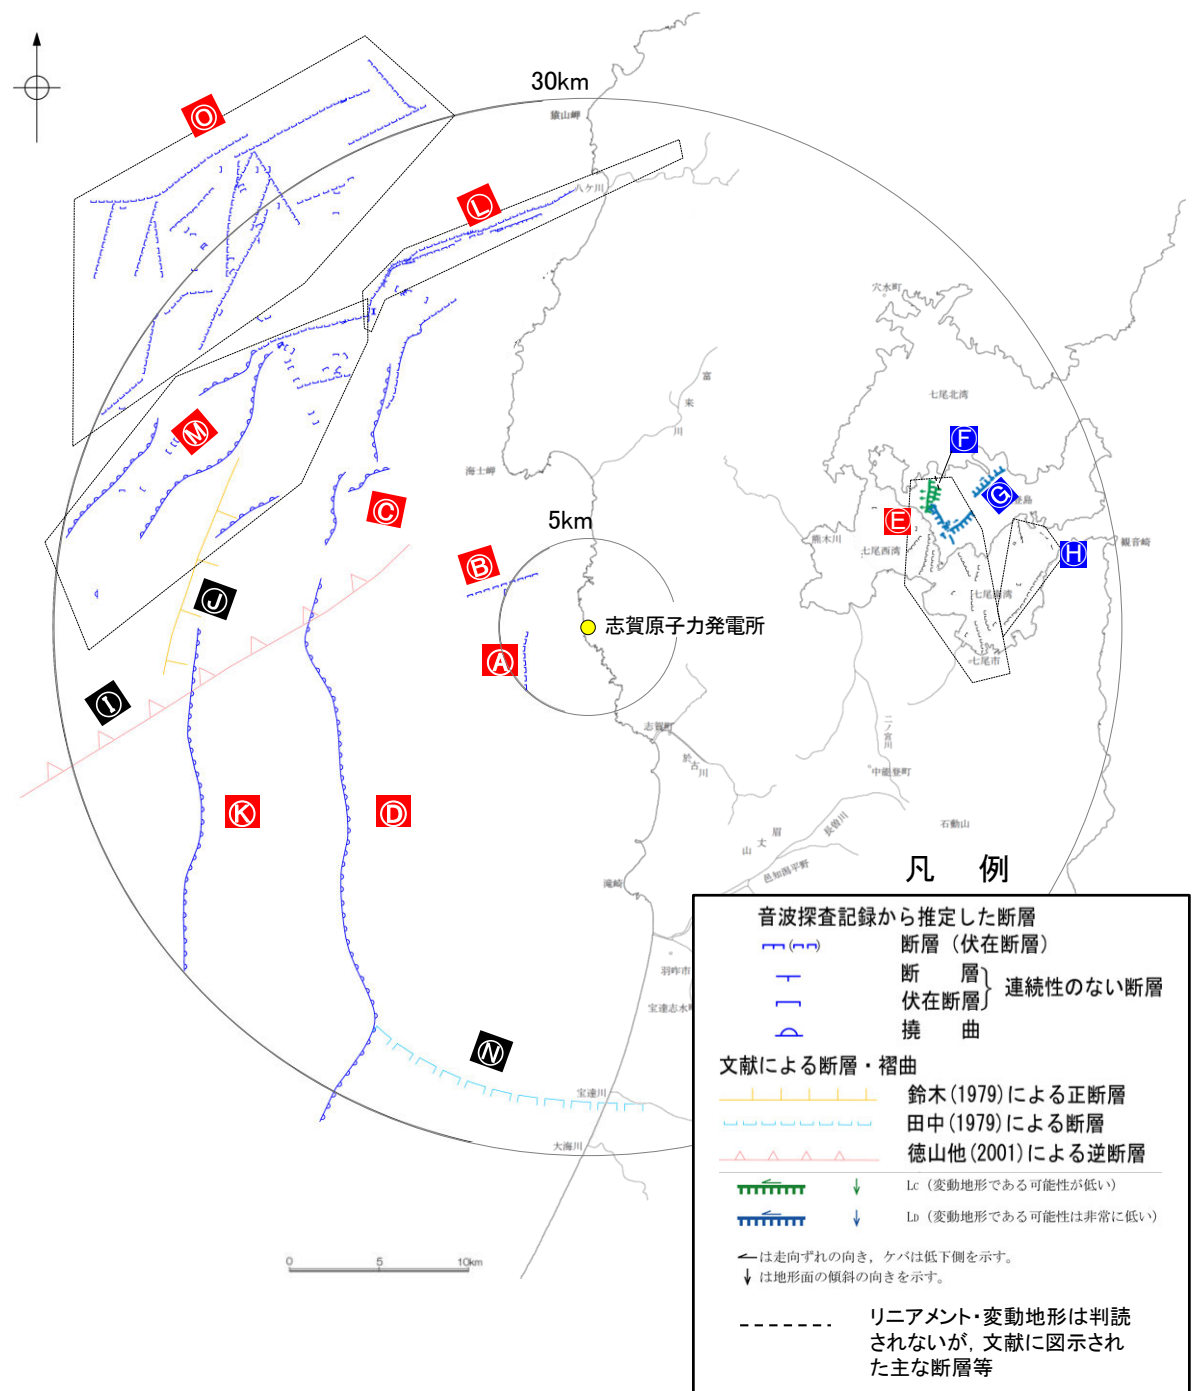 30km
猿山岬
Ⓞ
八ケ川
Ⓛ
穴水町
富来川
七尾北湾
Ⓕ
Ⓜ
海士岬
Ⓖ
Ⓒ
5km
Ⓔ
熊木川
七尾西湾
観音崎
Ⓗ
Ⓑ
Ⓙ
志賀原子力発電所
Ⓐ
七尾市
Ⓘ
志賀町
二ノ宮川
於古川
中能登町
Ⓚ
Ⓓ
石動山
眉丈山
長曽川
邑知潟平野
滝崎
羽咋市
宝達志水
Ⓝ
宝達川
大海川
0 5 10km
凡 例
音波探査記録から推定した断層
断層（伏在断層）
断 層
伏在断層
連続性のない断層
撓 曲
文献による断層・褶曲
鈴木(1979)による正断層
田中(1979)による断層
徳山他(2001)による逆断層
LC（変動地形である可能性が低い）
LD（変動地形である可能性は非常に低い）
は走向ずれの向き，ケバは低下側を示す。
は地形面の傾斜の向きを示す。
リニアメント・変動地形は判読
されないが，文献に図示され
た主な断層等